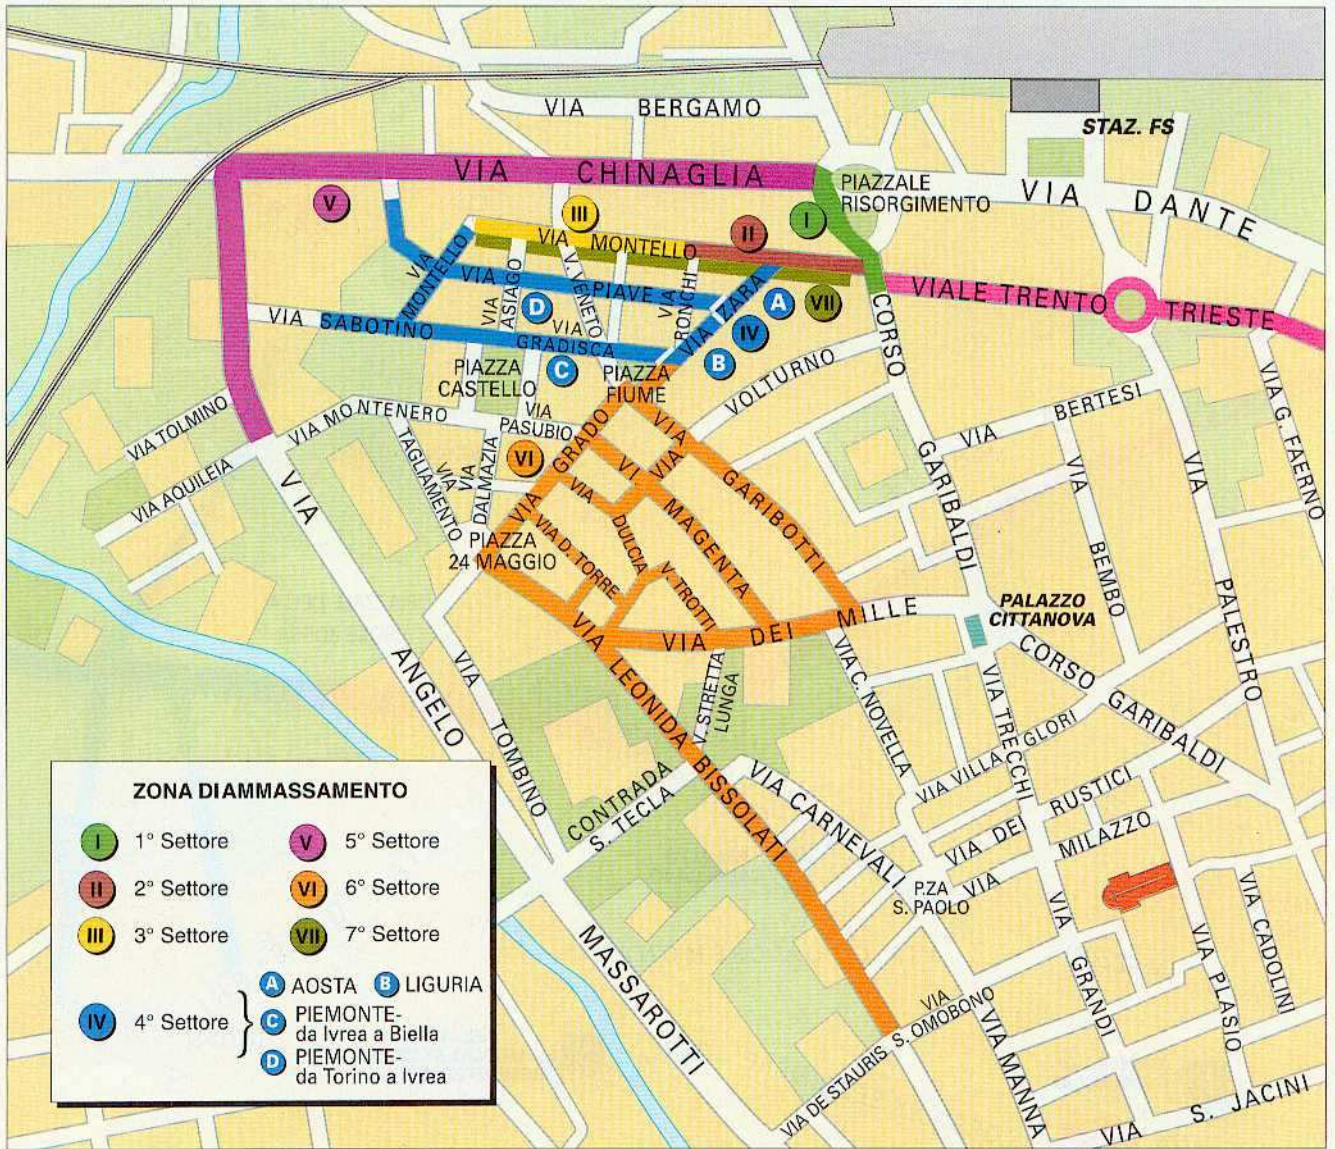 VIA BERGAMO
STAZ. FS
VIA CHINAGLIA
PIAZZALE
RISORGIMENTO
VIA DANTE
V
III
II
I
VIA MONTELLO
VIA MONTELLO
VIA PIAVE
VIA ASIAGO
V. VENETO
VIA RONCHI
VIA ZARA
D
A
VII
IV
B
C
VIALE TRENTO TRIESTE
VIA SABOTINO
VIA GRADISCA
PIAZZA
CASTELLO
PIAZZA
FIUME
VOLTURNO
CORSO GARIBALDI
VIA BERTESI
VIA G. FAERNO
VIA TOLMINO
VIA MONTENERO
VIA
PASUBIO
VIA AQUILEIA
VIA TAGLIAMENTO
VIA DALMAZIA
VI
VIA GRADO
VIA GARIBOTTI
VI MAGENTA
VIA
VIA DULCIA
VIA D. TORRE
V. TROTTI
PIAZZA
24 MAGGIO
VIA BEMBO
VIA PALESTRO
VIA DEI MILLE
PALAZZO
CITTANOVA
CORSO GARIBALDI
VIA LEONIDA BISSOLATI
V. STRETTA
LUNGA
VIA C. NOVELLA
VIA TRECCHI
VIA VILLA GLORI
VIA TOMBINO
VIA ANGELO MASSAROTTI
CONTRADA
S. TECLA
VIA CARNEVALI
VIA DEI RUSTICI
VIA MILAZZO
P.ZA
S. PAOLO
VIA GRANDI
VIA PLASIO
VIA CADOLINI
VIA
S. OMOBONO
VIA DE STAURIS
VIA MANNA
VIA S. JACINI
ZONA DI AMMASSAMENTO
I 1° Settore
V 5° Settore
II 2° Settore
VI 6° Settore
III 3° Settore
VII 7° Settore
IV 4° Settore
A AOSTA B LIGURIA
C PIEMONTE-
da Ivrea a Biella
D PIEMONTE-
da Torino a Ivrea